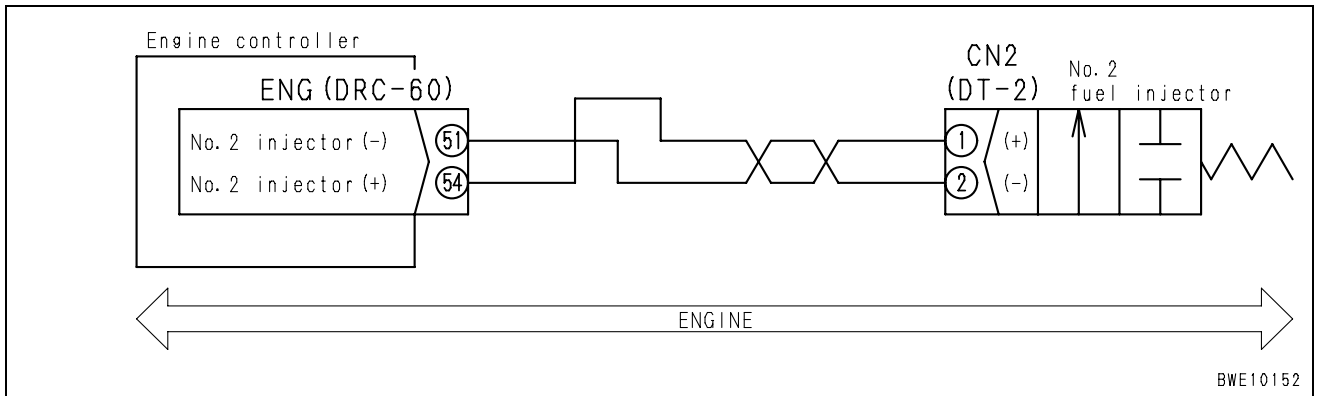 Engine controller
ENG (DRC-60)
No. 2 injector (-) 51
No. 2 injector (+) 54
CN2
(DT-2)
No. 2
fuel injector
1 (+)
2 (-)
ENGINE
BWE10152